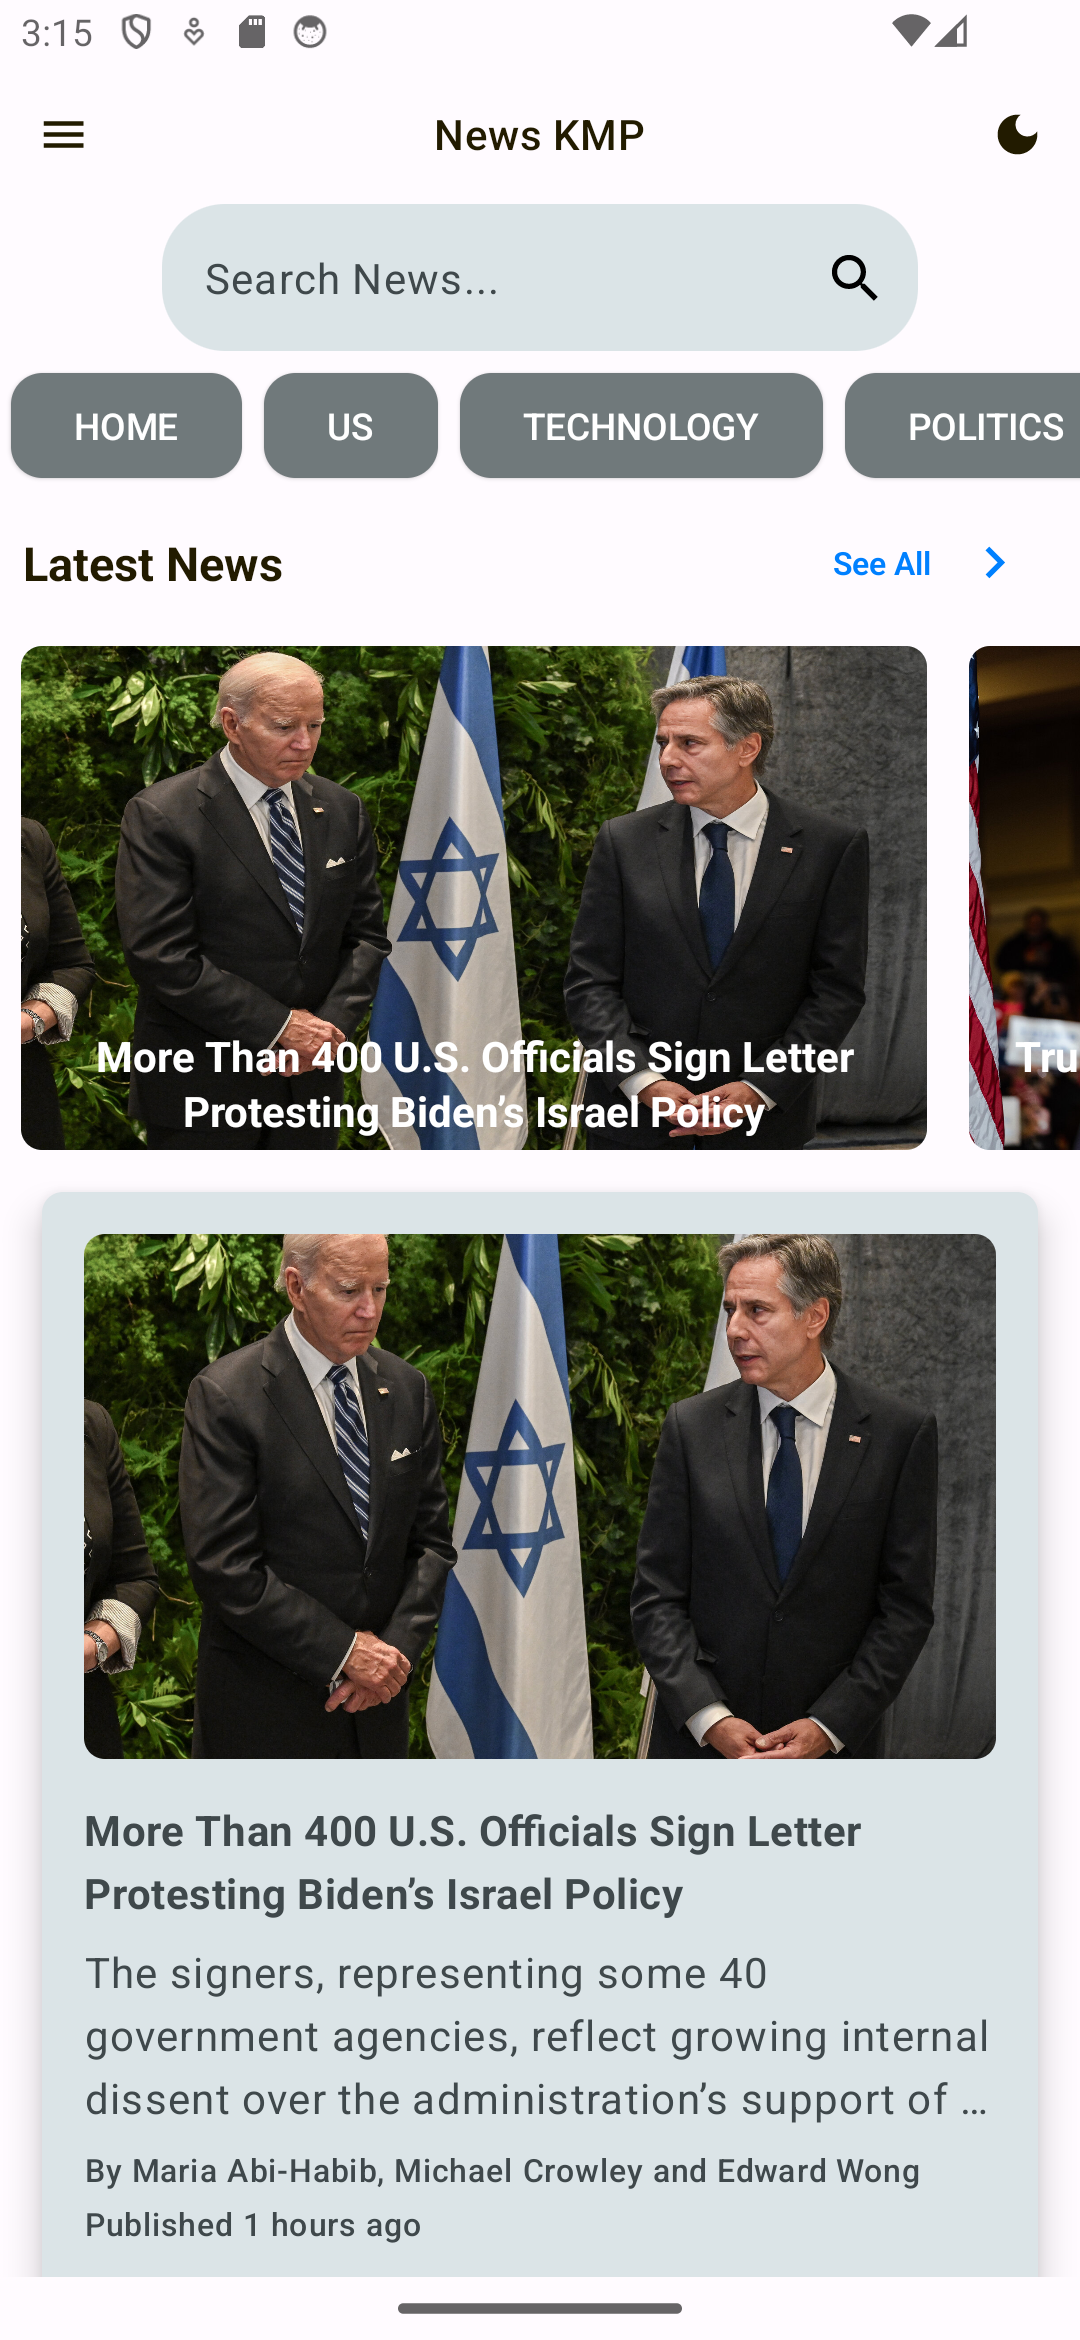 3:15
News KMP
Search News...
HOME
US
TECHNOLOGY
POLITICS
Latest News
See All
More Than 400 U.S. Officials Sign Letter
Protesting Biden’s Israel Policy
Tru
More Than 400 U.S. Officials Sign Letter
Protesting Biden’s Israel Policy
The signers, representing some 40
government agencies, reflect growing internal
dissent over the administration’s support of …
By Maria Abi-Habib, Michael Crowley and Edward Wong
Published 1 hours ago